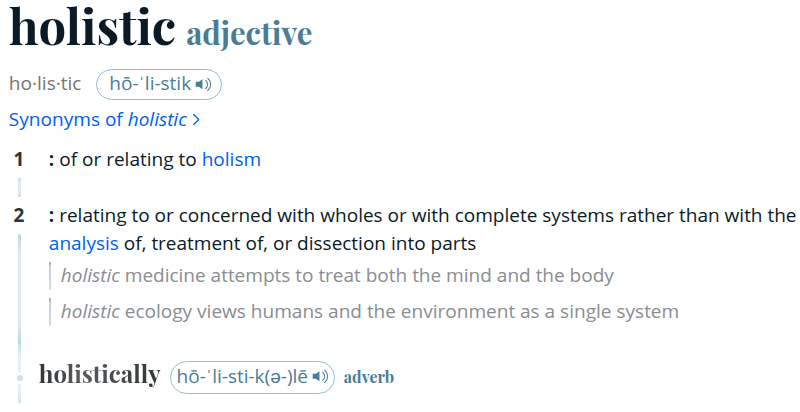 holistic adjective
ho·lis·tic hō-ˈli-stik
Synonyms of holistic
1 : of or relating to holism
2 : relating to or concerned with wholes or with complete systems rather than with the
analysis of, treatment of, or dissection into parts
holistic medicine attempts to treat both the mind and the body
holistic ecology views humans and the environment as a single system
holistically hō-ˈli-sti-k(ə-)lē adverb